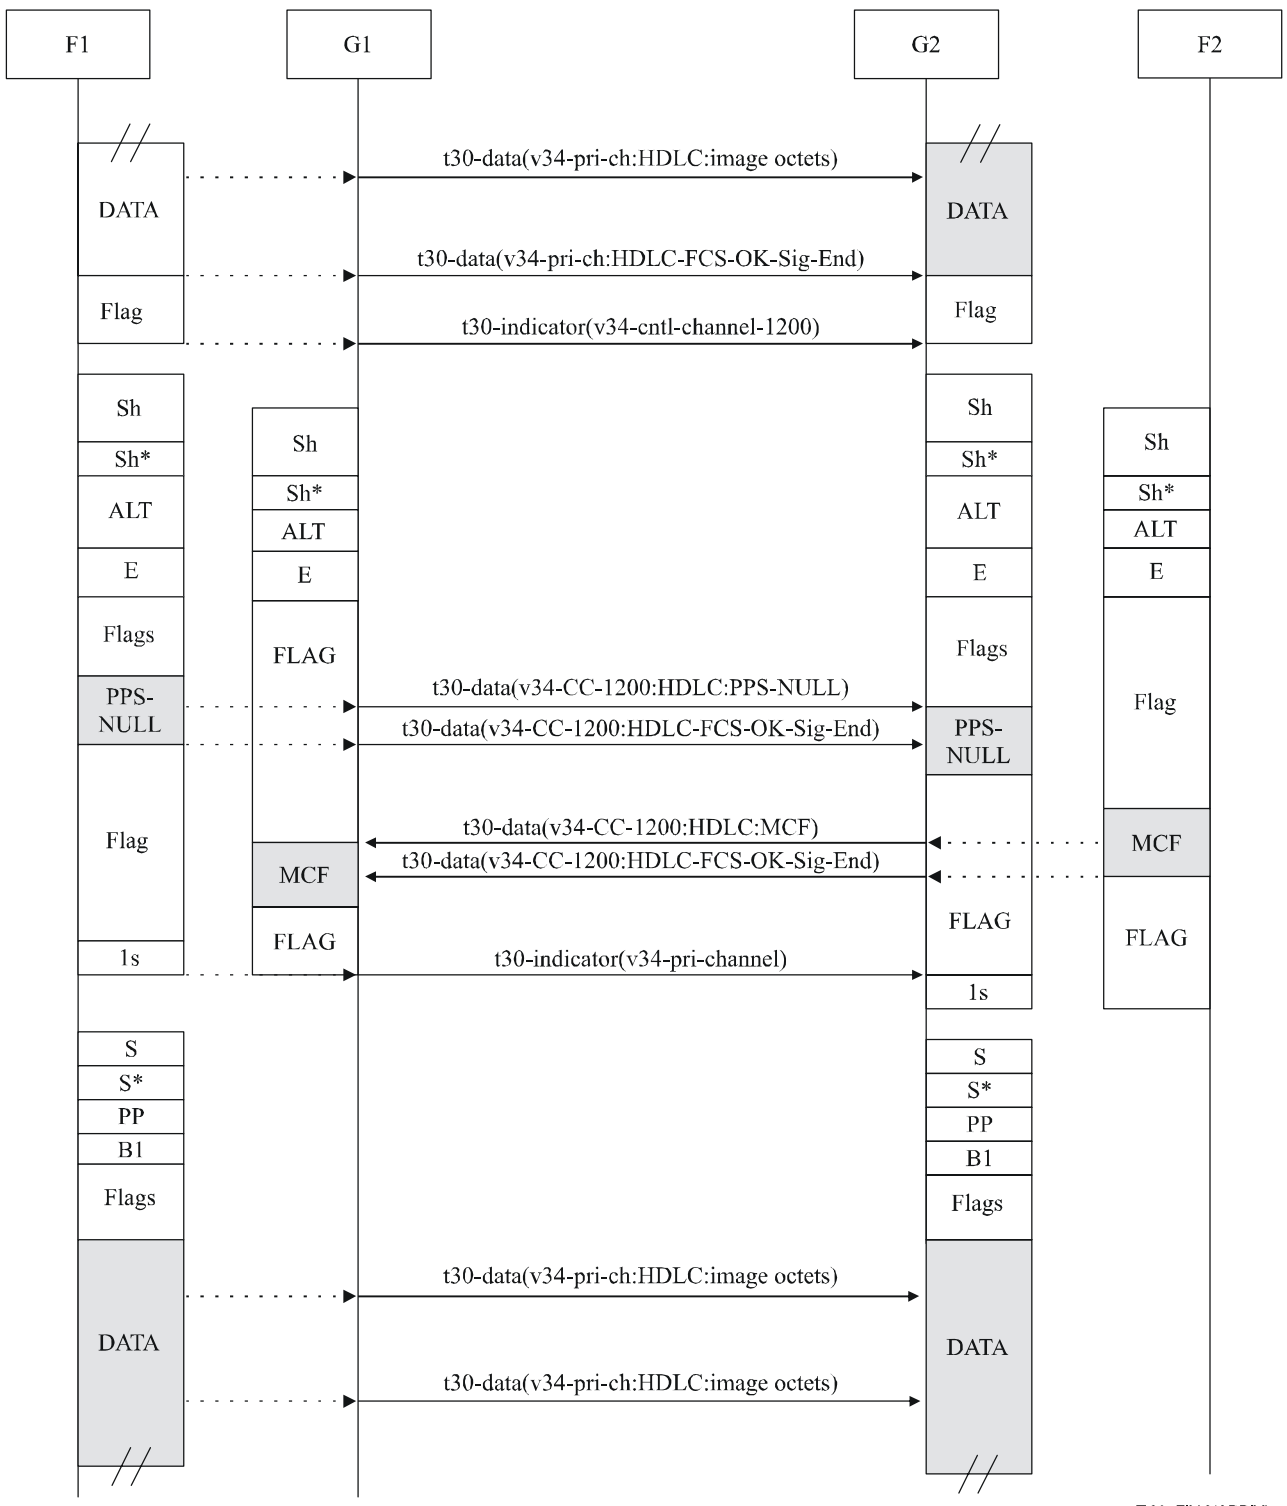 F1
G1
G2
F2
t30-data(v34-pri-ch:HDLC:image octets)
DATA
DATA
t30-data(v34-pri-ch:HDLC-FCS-OK-Sig-End)
Flag
Flag
t30-indicator(v34-cntl-channel-1200)
Sh
Sh
Sh
Sh
Sh*
Sh*
Sh*
Sh*
ALT
ALT
ALT
ALT
E
E
E
E
Flags
FLAG
Flags
Flag
t30-data(v34-CC-1200:HDLC:PPS-NULL)
PPS-
NULL
t30-data(v34-CC-1200:HDLC-FCS-OK-Sig-End)
PPS-
NULL
t30-data(v34-CC-1200:HDLC:MCF)
Flag
MCF
t30-data(v34-CC-1200:HDLC-FCS-OK-Sig-End)
MCF
FLAG
FLAG
FLAG
1s
t30-indicator(v34-pri-channel)
1s
S
S
S*
S*
PP
PP
B1
B1
Flags
Flags
t30-data(v34-pri-ch:HDLC:image octets)
DATA
DATA
t30-data(v34-pri-ch:HDLC:image octets)